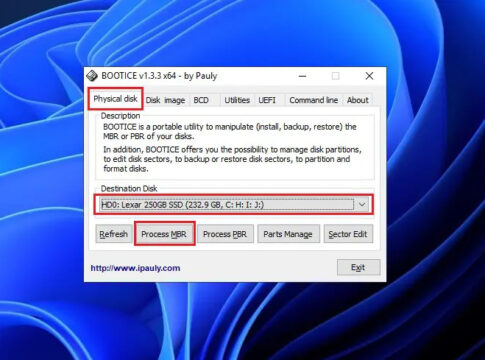 BOOTICE v1.3.3 x64 - by Pauly
Physical disk Disk image BCD Utilities UEFI Command line About
Description
BOOTICE is a portable utility to manipulate (install, backup, restore) the
MBR or PBR of your disks.
In addition, BOOTICE offers you the possibility to manage disk partitions,
to edit disk sectors, to backup or restore disk sectors, to partition and
format disks.
Destination Disk
HD0: Lexar 250GB SSD (232.9 GB, C: H: I: J:)
Refresh Process MBR Process PBR Parts Manage Sector Edit
http://www.ipauly.com Exit